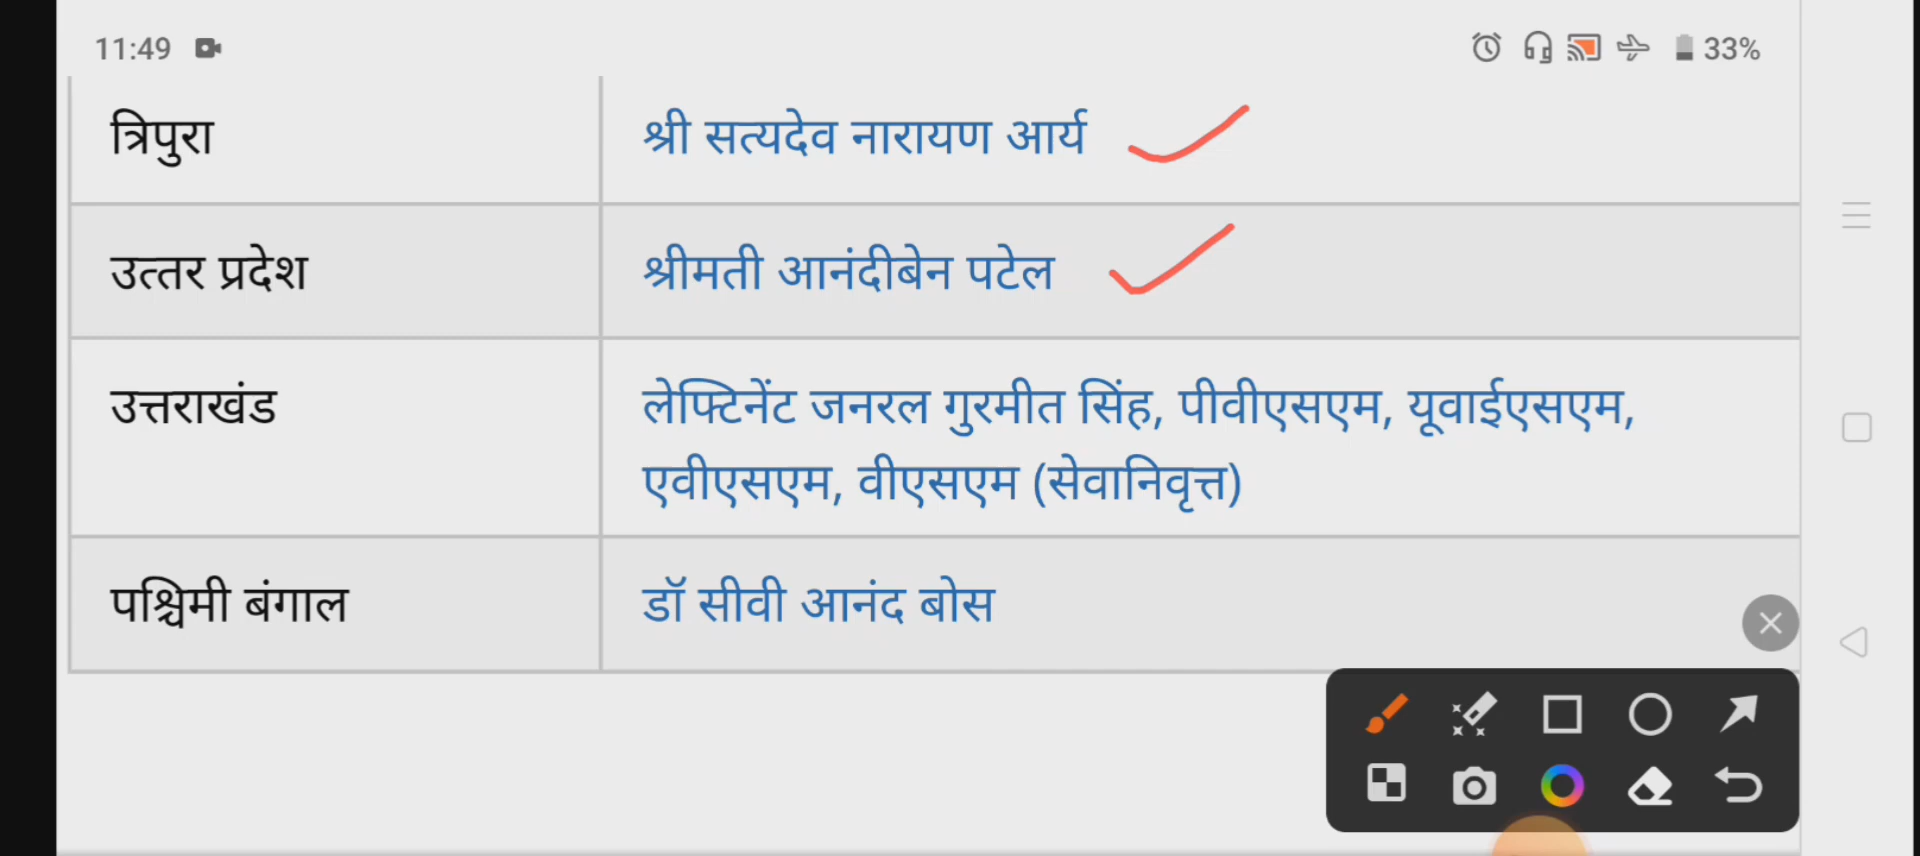 11:49 33%
त्रिपुरा श्री सत्यदेव नारायण आर्य
उत्तर प्रदेश श्रीमती आनंदीबेन पटेल
उत्तराखंड लेफ्टिनेंट जनरल गुरमीत सिंह, पीवीएसएम, यूवाईएसएम,
एवीएसएम, वीएसएम (सेवानिवृत्त)
पश्चिमी बंगाल डॉ सीवी आनंद बोस